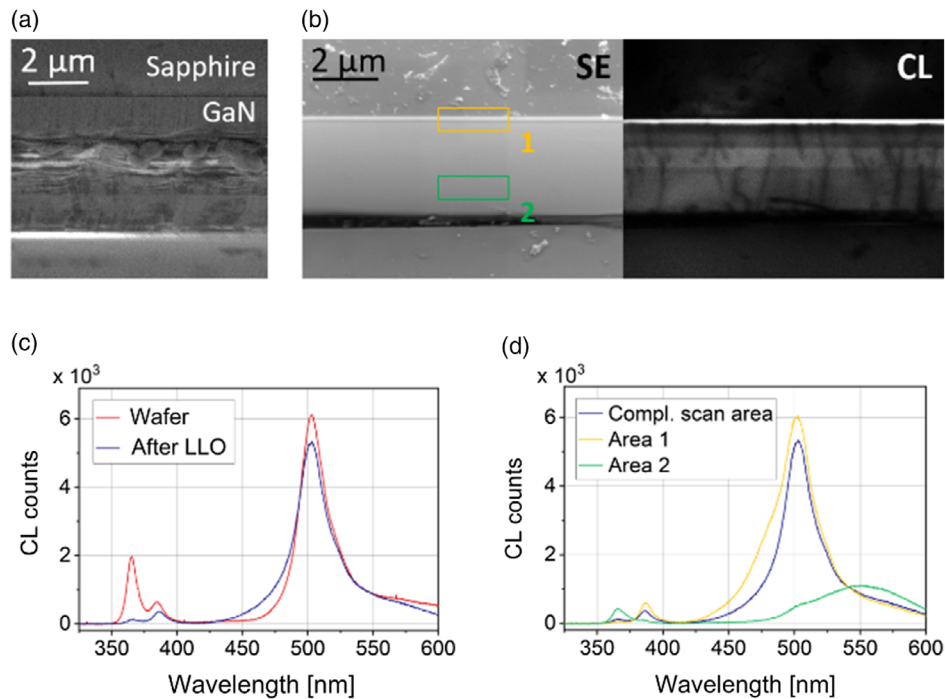 (a)
2 µm
Sapphire
GaN
(b)
2 µm
SE
CL
1
2
(c)
x 10³
6
4
2
0
CL counts
Wafer
After LLO
350 400 450 500 550 600
Wavelength [nm]
(d)
x 10³
6
4
2
0
CL counts
Compl. scan area
Area 1
Area 2
350 400 450 500 550 600
Wavelength [nm]